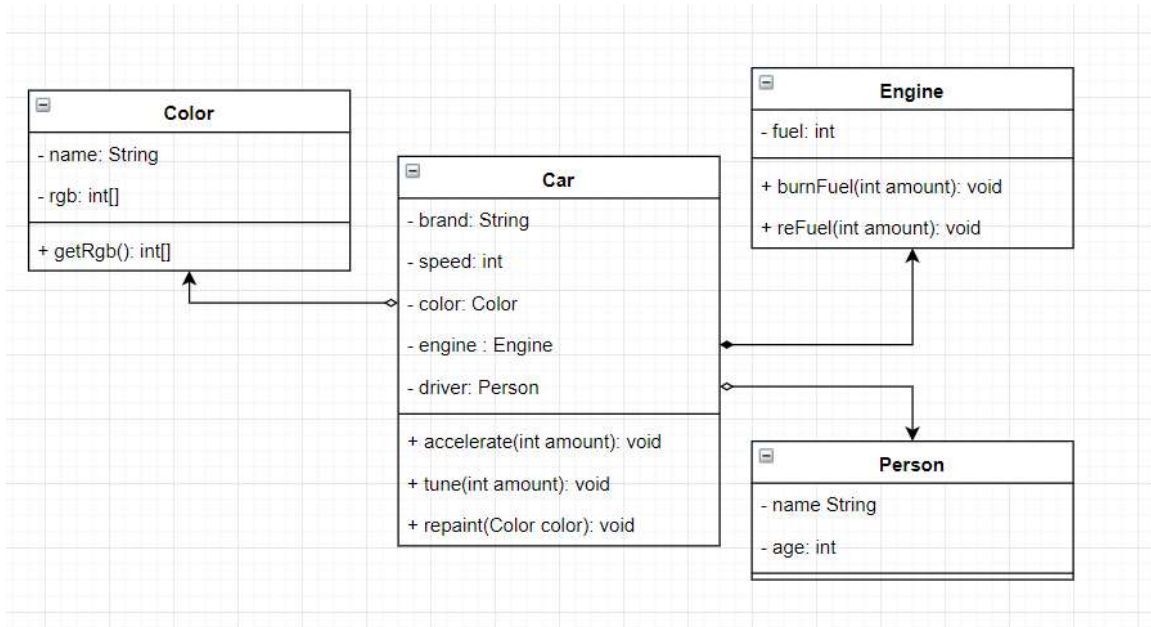 Color
- name: String
- rgb: int[]
+ getRgb(): int[]
Car
- brand: String
- speed: int
- color: Color
- engine : Engine
- driver: Person
+ accelerate(int amount): void
+ tune(int amount): void
+ repaint(Color color): void
Engine
- fuel: int
+ burnFuel(int amount): void
+ reFuel(int amount): void
Person
- name String
- age: int